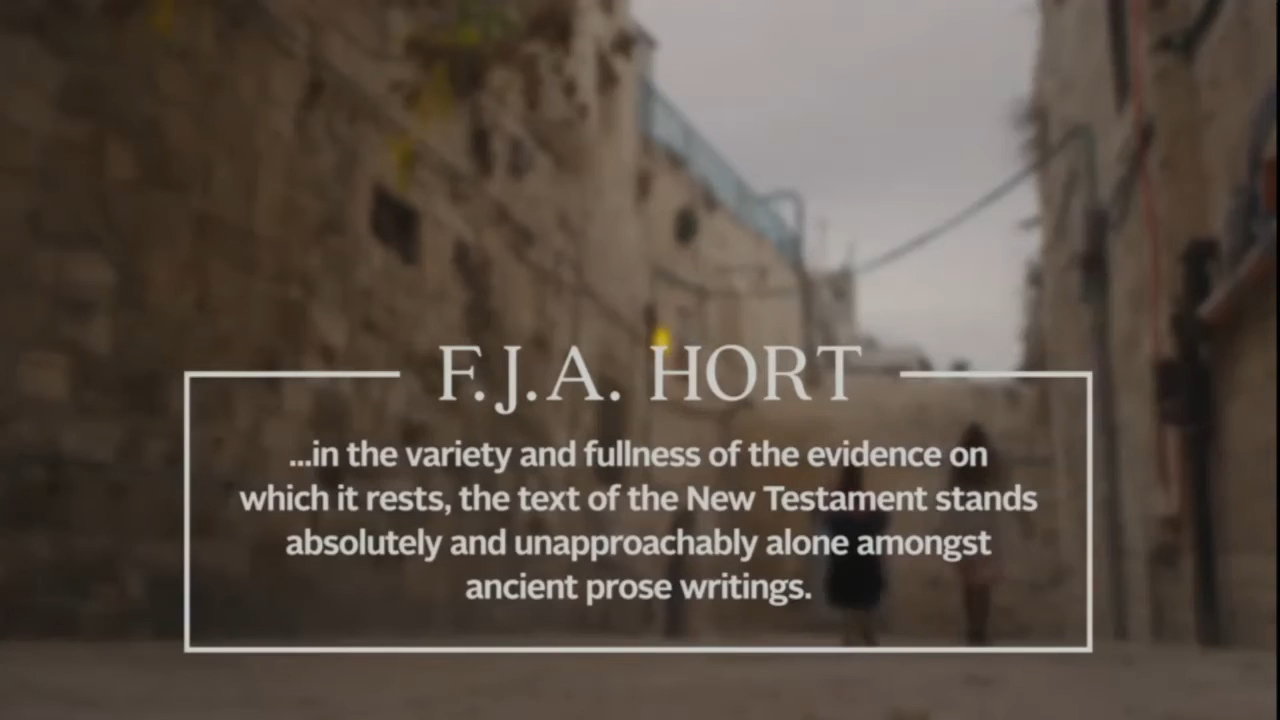 F.J.A. HORT
...in the variety and fullness of the evidence on
which it rests, the text of the New Testament stands
absolutely and unapproachably alone amongst
ancient prose writings.